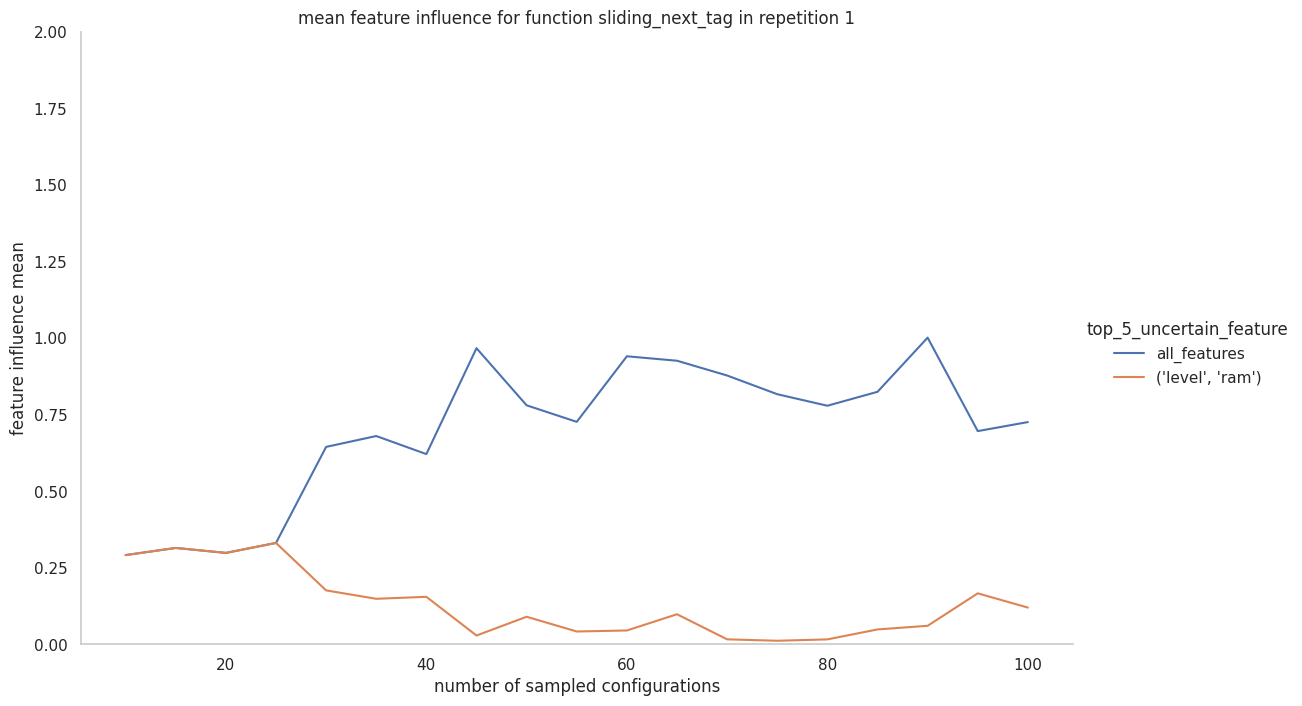 mean feature influence for function sliding_next_tag in repetition 1
2.00
1.75
1.50
1.25
1.00
0.75
0.50
0.25
0.00
feature influence mean
20 40 60 80 100
number of sampled configurations
top_5_uncertain_feature
all_features
('level', 'ram')